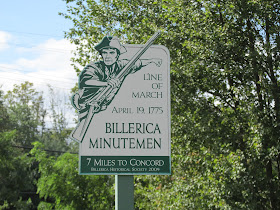 LINE
OF
MARCH
APRIL 19, 1775
BILLERICA
MINUTEMEN
7 MILES TO CONCORD
BILLERICA HISTORICAL SOCIETY 2009